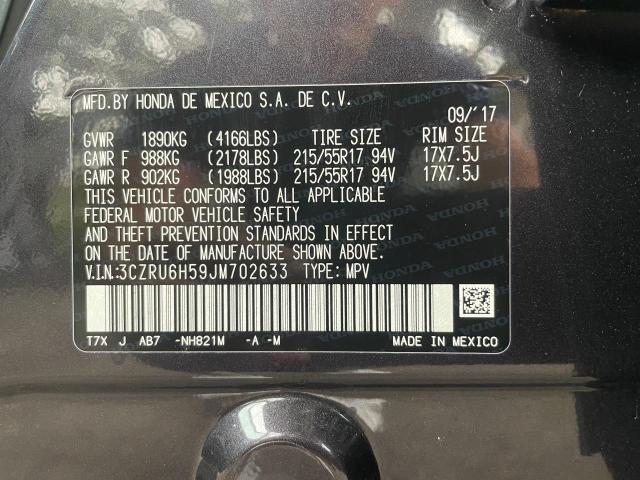 MFD.BY HONDA DE MEXICO S.A. DE C.V.
09/'17
GVWR 1890KG (4166LBS) TIRE SIZE RIM SIZE
GAWR F 988KG (2178LBS) 215/55R17 94V 17X7.5J
GAWR R 902KG (1988LBS) 215/55R17 94V 17X7.5J
THIS VEHICLE CONFORMS TO ALL APPLICABLE
FEDERAL MOTOR VEHICLE SAFETY
AND THEFT PREVENTION STANDARDS IN EFFECT
ON THE DATE OF MANUFACTURE SHOWN ABOVE.
V.I.N.:3CZRU6H59JM702633 TYPE: MPV
T7X J AB7 -NH821M -A -M MADE IN MEXICO